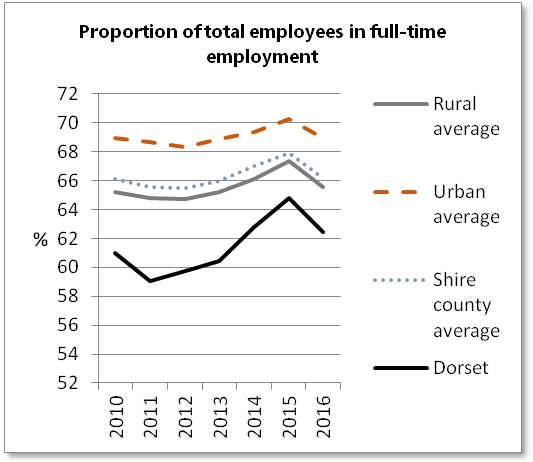 Proportion of total employees in full-time
employment
72
70
68
66
64
62
60
58
56
54
52
%
2010
2011
2012
2013
2014
2015
2016
Rural
average
Urban
average
Shire
county
average
Dorset